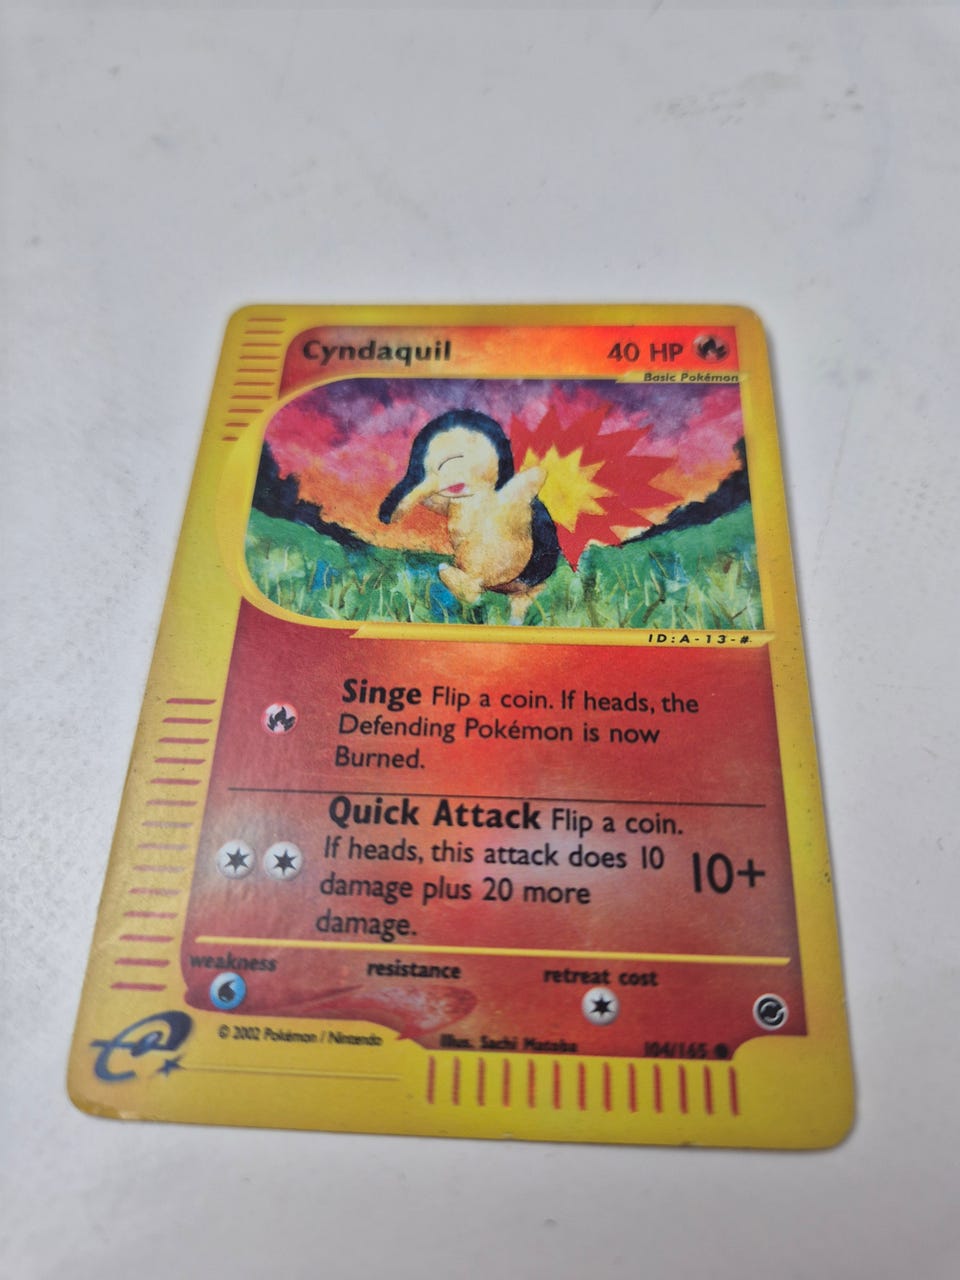 Cyndaquil 40 HP
Basic Pokémon
ID:A-13-#
Singe Flip a coin. If heads, the
Defending Pokémon is now
Burned.
Quick Attack Flip a coin.
If heads, this attack does 10
damage plus 20 more
damage.
10+
weakness resistance retreat cost
© 2002 Pokémon / Nintendo
Illus. Sachi Matoba
104/165
e